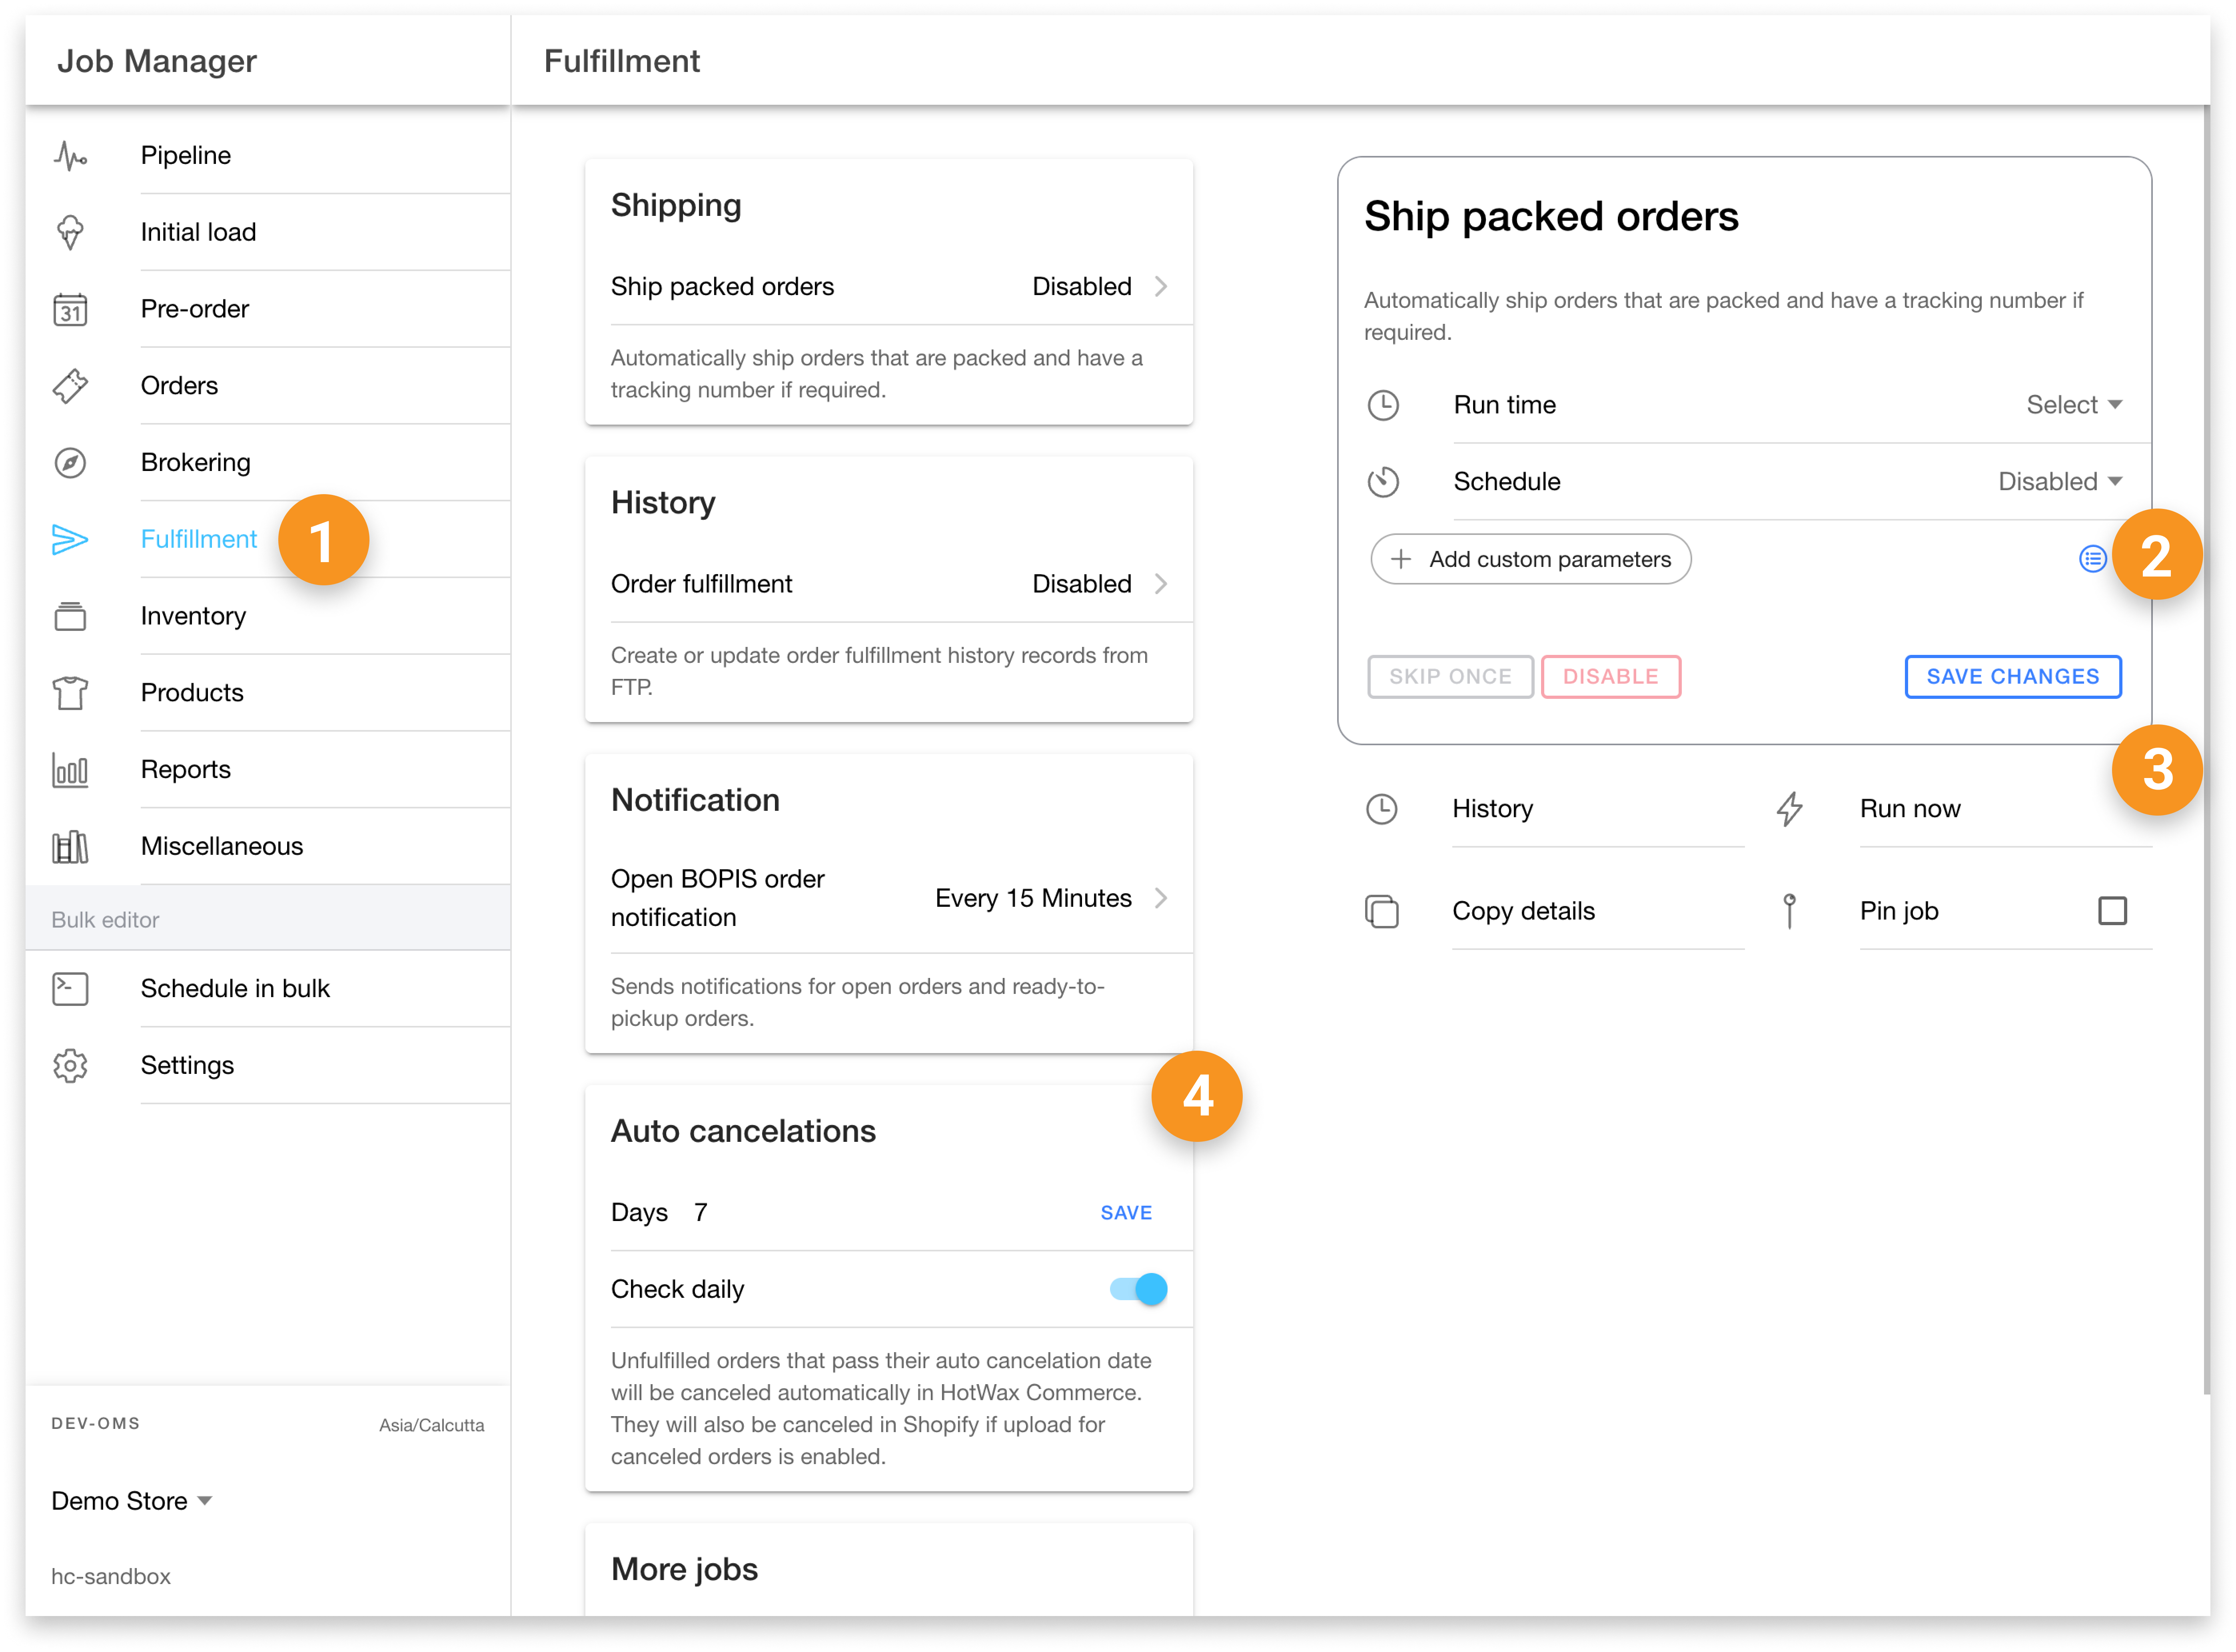 Job Manager
Pipeline
Initial load
31
Pre-order
Orders
Brokering
Fulfillment
1
Inventory
Products
Reports
Miscellaneous
Bulk editor
Schedule in bulk
Settings
DEV-OMS
Asia/Calcutta
Demo Store
hc-sandbox
Fulfillment
Shipping
Ship packed orders
Disabled
Automatically ship orders that are packed and have a
tracking number if required.
History
Order fulfillment
Disabled
Create or update order fulfillment history records from
FTP.
Notification
Open BOPIS order
notification
Every 15 Minutes
Sends notifications for open orders and ready-to-
pickup orders.
4
Auto cancelations
Days 7
SAVE
Check daily
Unfulfilled orders that pass their auto cancelation date
will be canceled automatically in HotWax Commerce.
They will also be canceled in Shopify if upload for
canceled orders is enabled.
More jobs
Ship packed orders
Automatically ship orders that are packed and have a tracking number if
required.
Run time
Select
Schedule
Disabled
Add custom parameters
2
SKIP ONCE
DISABLE
SAVE CHANGES
3
History
Run now
Copy details
Pin job